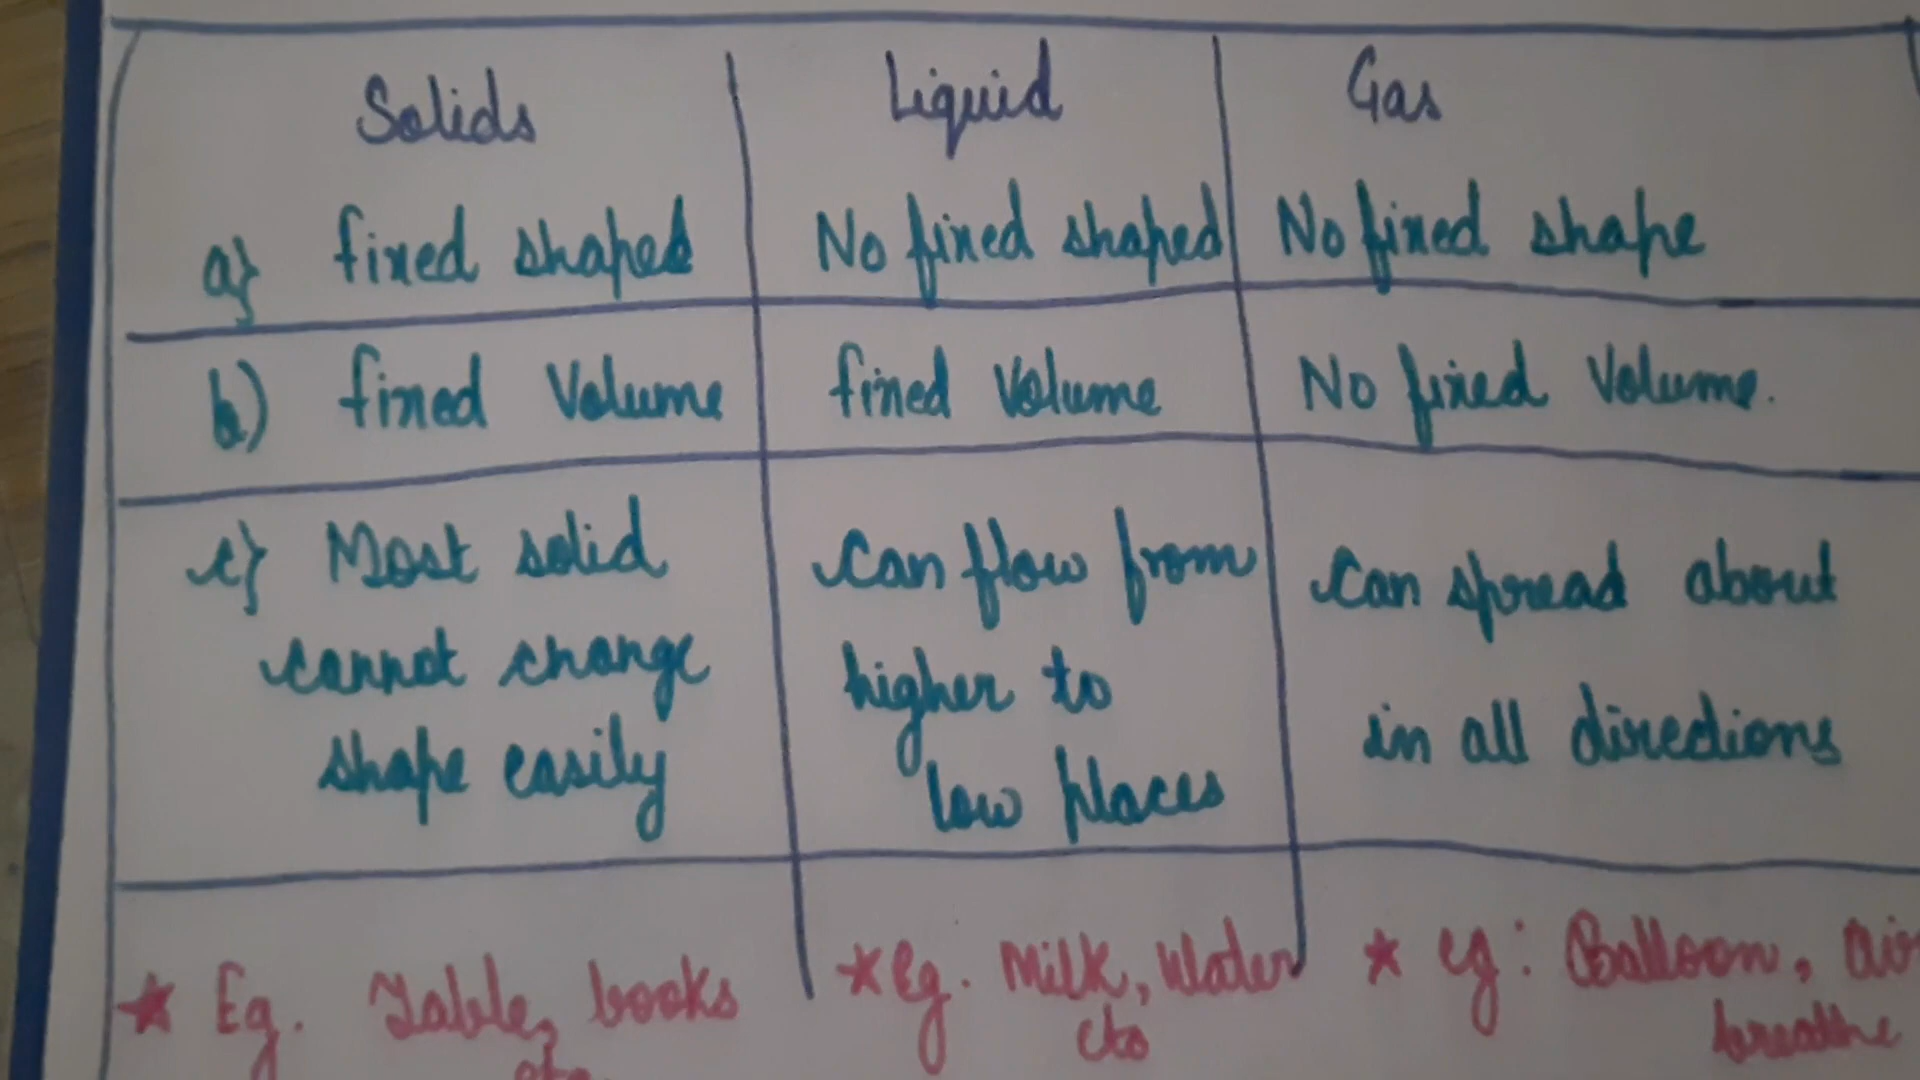 Solids Liquid Gas
a} fixed shaped No fixed shaped No fixed shape
b) fixed Volume fixed Volume No fixed Volume.
c} Most solid can flow from can spread about
cannot change higher to in all directions
shape easily low places
* Eg. Table, books * Eg. Milk, Water * eg: Balloon, air
etc. etc breathe